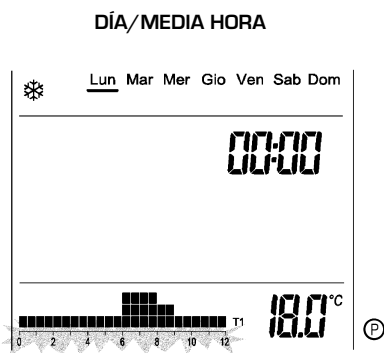 DÍA/MEDIA HORA
Lun Mar Mer Gio Ven Sab Dom
00:00
T1 18.0°C
P
0 2 4 6 8 10 12